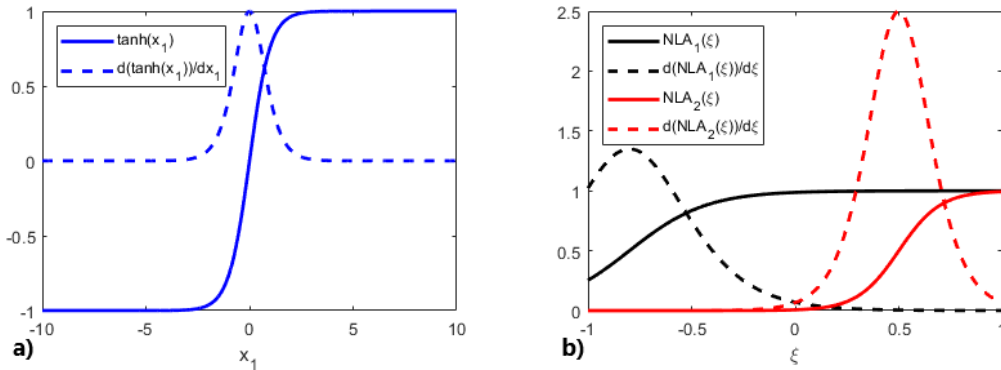 1
0.5
0
-0.5
-1
-10
-5
0
5
10
x₁
tanh(x₁)
d(tanh(x₁))/dx₁
a)
2.5
2
1.5
1
0.5
0
-1
-0.5
0
0.5
1
ξ
NLA₁(ξ)
d(NLA₁(ξ))/dξ
NLA₂(ξ)
d(NLA₂(ξ))/dξ
b)